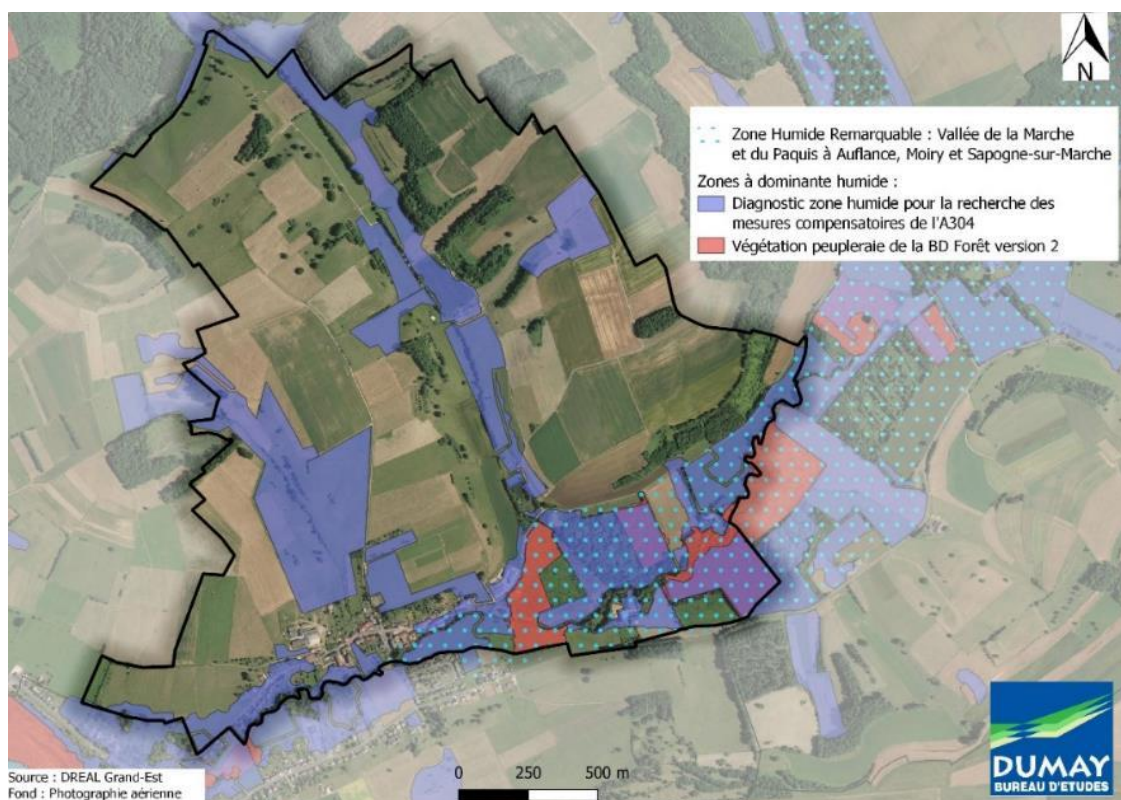 N
Zone Humide Remarquable : Vallée de la Marche
et du Paquis à Auflance, Moiry et Sapogne-sur-Marche
Zones à dominante humide :
Diagnostic zone humide pour la recherche des
mesures compensatoires de l'A304
Végétation peupleraie de la BD Forêt version 2
Source : DREAL Grand-Est
Fond : Photographie aérienne
0 250 500 m
DUMAY
BUREAU D'ETUDES